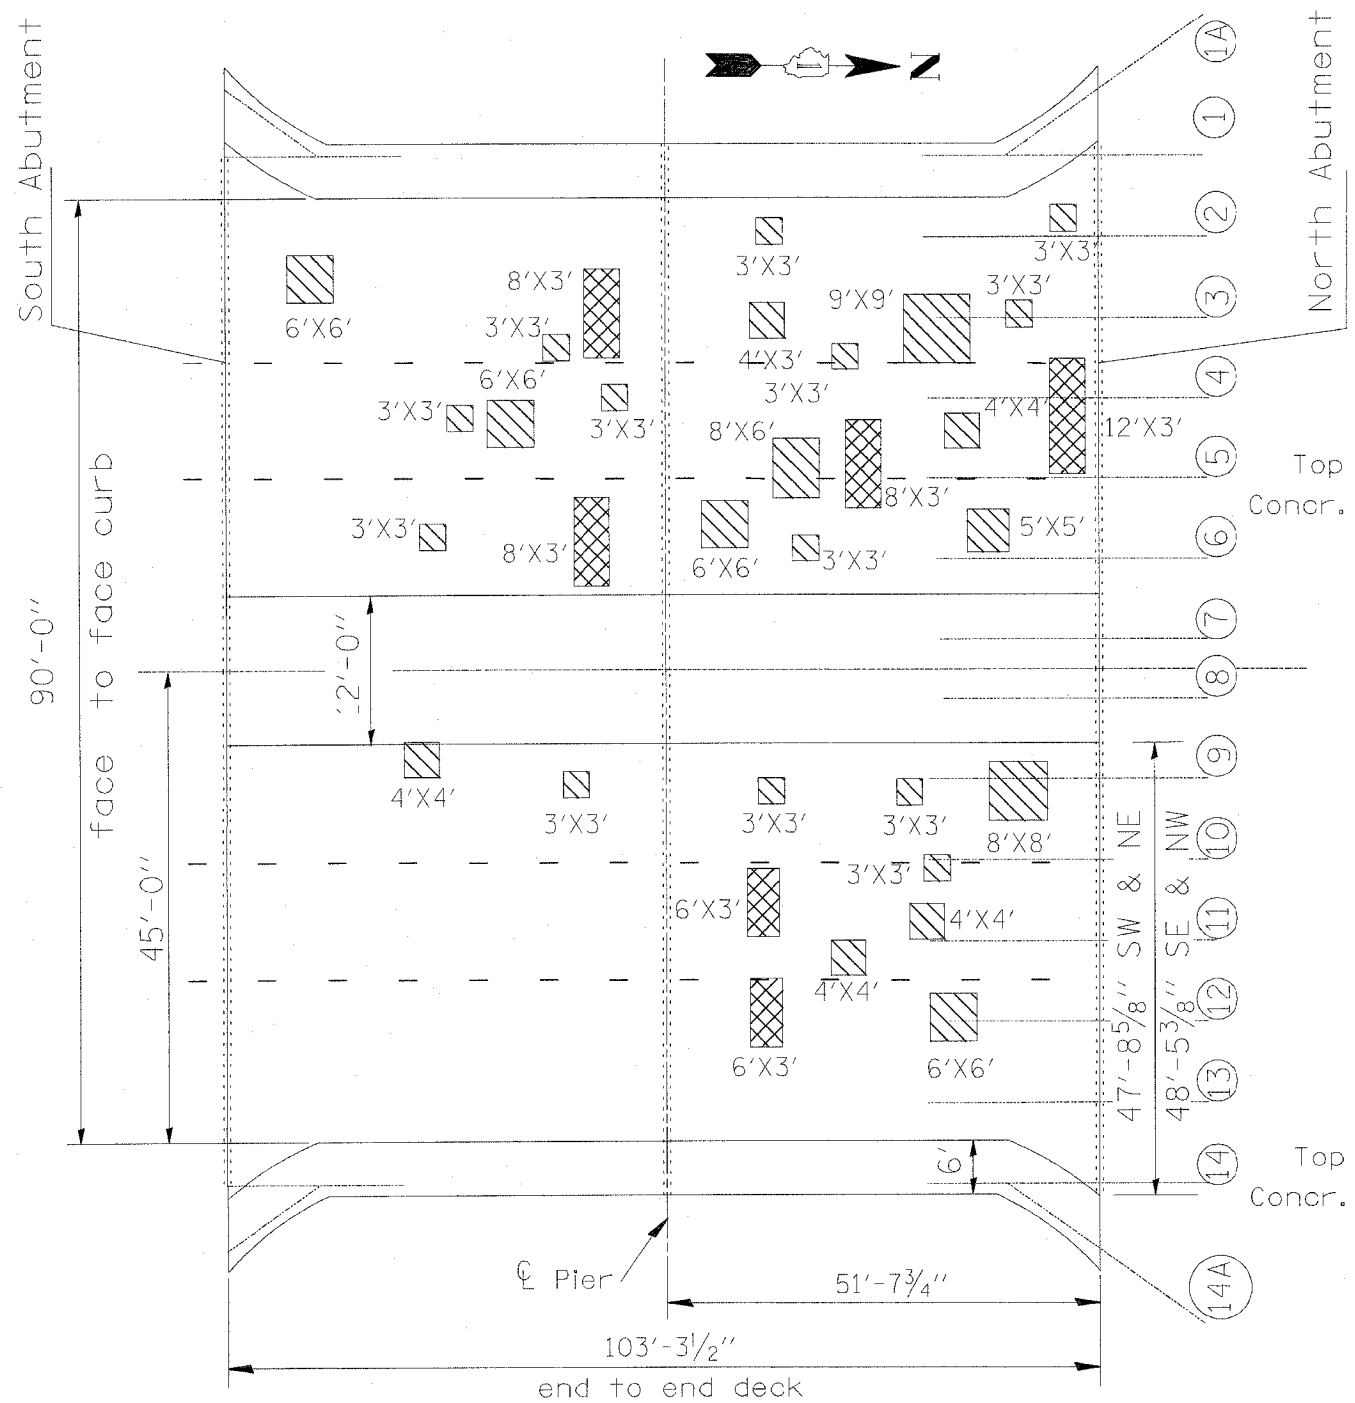 South Abutment
North Abutment
N
1A
1
2
3
4
5
6
7
8
9
10
11
12
13
14
14A
3'X3'
3'X3'
6'X6'
8'X3'
3'X3'
9'X9'
3'X3'
4'X3'
3'X3'
6'X6'
3'X3'
3'X3'
8'X6'
4'X4'
12'X3'
8'X3'
3'X3'
8'X3'
6'X6'
3'X3'
5'X5'
Top
Concr.
90'-0"
face to face curb
45'-0"
4'X4'
3'X3'
3'X3'
3'X3'
8'X8'
3'X3'
6'X3'
4'X4'
4'X4'
6'X3'
6'X6'
47'-8 5/8" SW & NE
48'-5 3/8" SE & NW
6'
Top
Concr.
℄ Pier
51'-7 3/4"
103'-3 1/2"
end to end deck